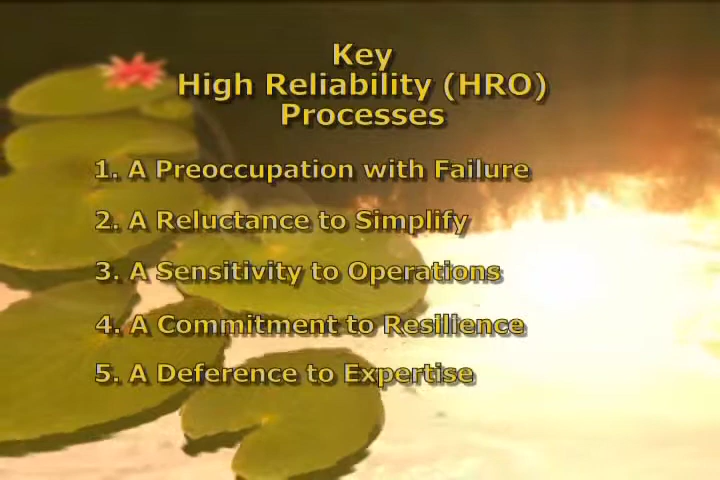 Key
High Reliability (HRO)
Processes
1. A Preoccupation with Failure
2. A Reluctance to Simplify
3. A Sensitivity to Operations
4. A Commitment to Resilience
5. A Deference to Expertise